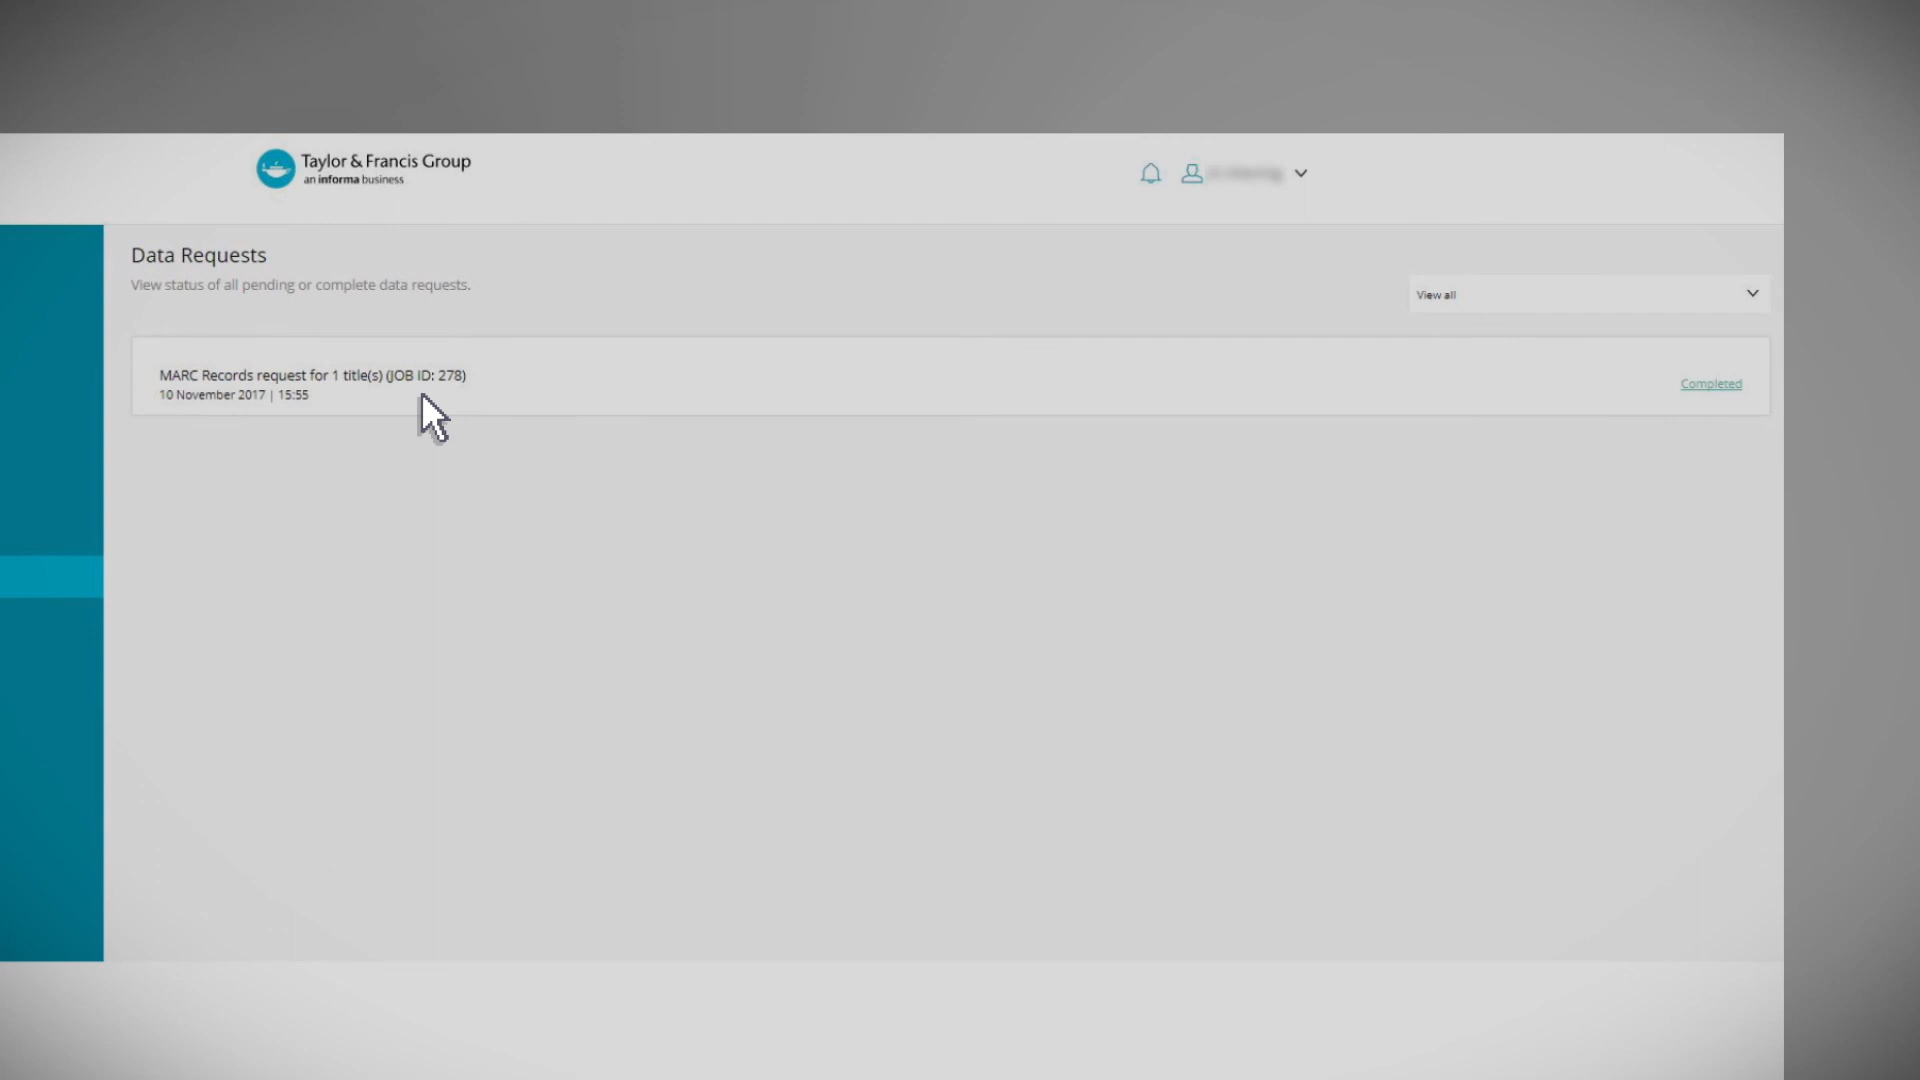 Taylor & Francis Group
an informa business
Data Requests
View status of all pending or complete data requests.
View all
MARC Records request for 1 title(s) (JOB ID: 278)
10 November 2017 | 15:55
Completed